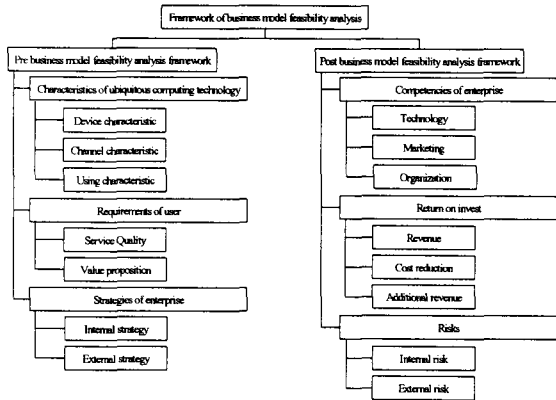 Framework of business model feasibility analysis
Pre business model feasibility analysis framework
Characteristics of ubiquitous computing technology
Device characteristic
Channel characteristic
Using characteristic
Requirements of user
Service Quality
Value proposition
Strategies of enterprise
Internal strategy
External strategy
Post business model feasibility analysis framework
Competencies of enterprise
Technology
Marketing
Organization
Return on invest
Revenue
Cost reduction
Additional revenue
Risks
Internal risk
External risk